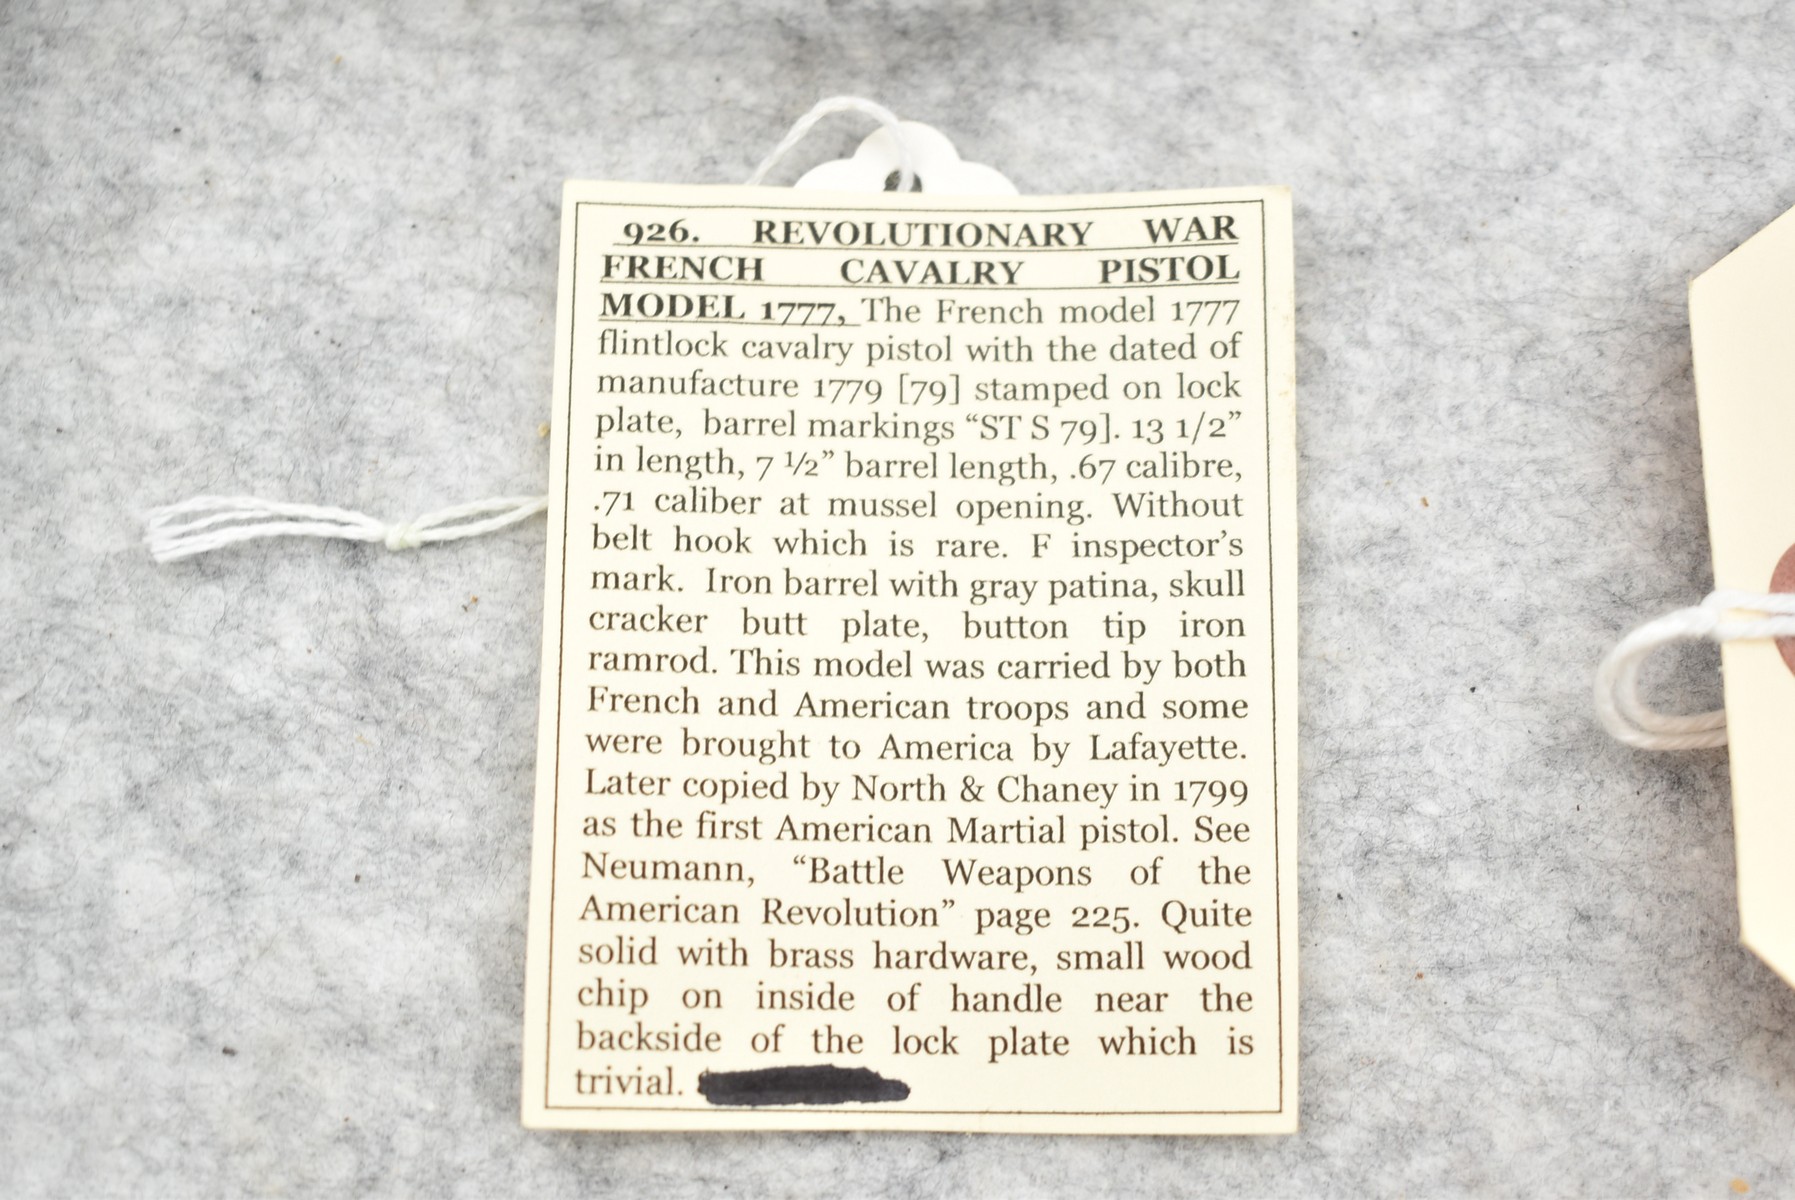 926. REVOLUTIONARY WAR
FRENCH CAVALRY PISTOL
MODEL 1777, The French model 1777
flintlock cavalry pistol with the dated of
manufacture 1779 [79] stamped on lock
plate, barrel markings “ST S 79]. 13 1/2”
in length, 7 ½” barrel length, .67 calibre,
.71 caliber at mussel opening. Without
belt hook which is rare. F inspector’s
mark. Iron barrel with gray patina, skull
cracker butt plate, button tip iron
ramrod. This model was carried by both
French and American troops and some
were brought to America by Lafayette.
Later copied by North & Chaney in 1799
as the first American Martial pistol. See
Neumann, “Battle Weapons of the
American Revolution” page 225. Quite
solid with brass hardware, small wood
chip on inside of handle near the
backside of the lock plate which is
trivial.